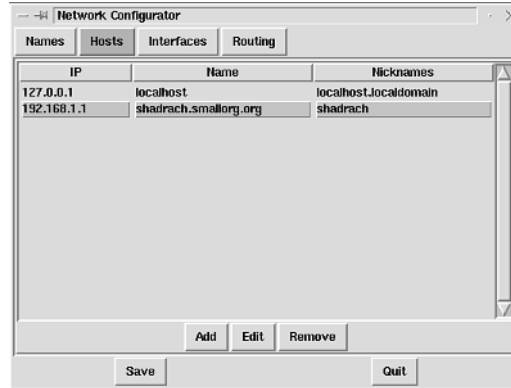 Network Configurator
Names Hosts Interfaces Routing
IP Name Nicknames
127.0.0.1 localhost localhost.localdomain
192.168.1.1 shadrach.smallorg.org shadrach
Add Edit Remove
Save Quit